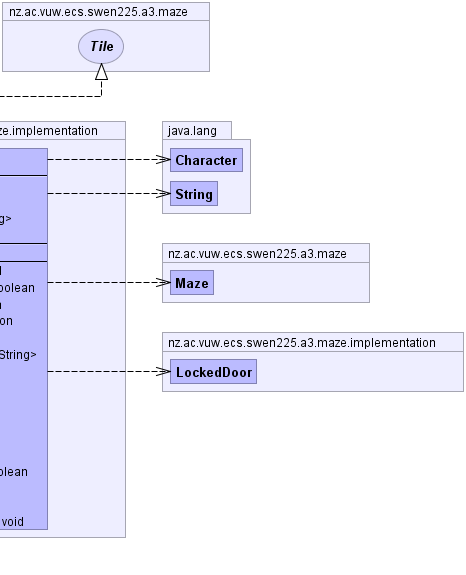 nz.ac.vuw.ecs.swen225.a3.maze
Tile
ze.implementation
java.lang
Character
String
g>
nz.ac.vuw.ecs.swen225.a3.maze
Maze
oolean
on
nz.ac.vuw.ecs.swen225.a3.maze.implementation
String>
LockedDoor
olean
void